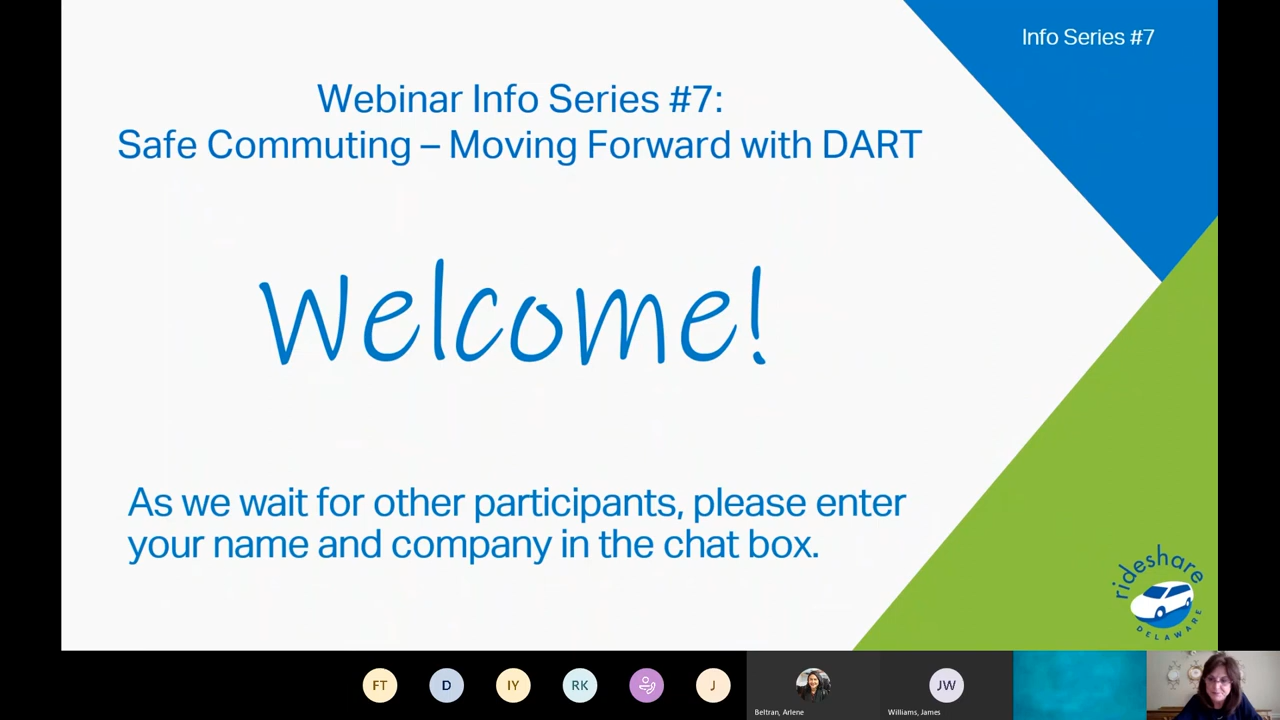 Info Series #7
Webinar Info Series #7:
Safe Commuting – Moving Forward with DART
Welcome!
As we wait for other participants, please enter
your name and company in the chat box.
rideshare
DELAWARE
FT
D
IY
RK
J
JW
Beltran, Arlene
Williams, James